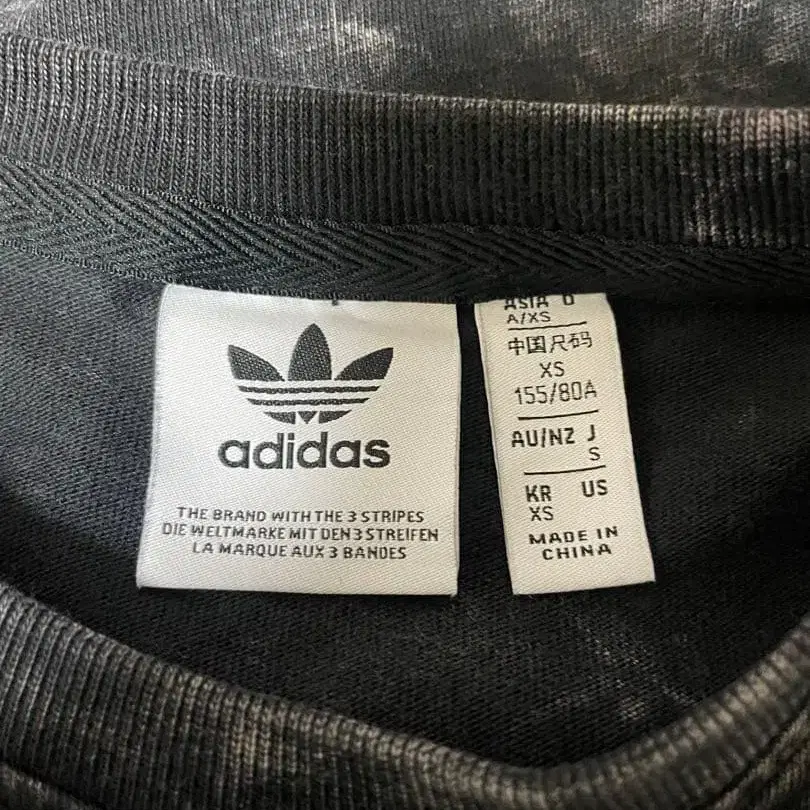 adidas
THE BRAND WITH THE 3 STRIPES
DIE WELTMARKE MIT DEN 3 STREIFEN
LA MARQUE AUX 3 BANDES
ASIA D
A/XS
中国尺码
XS
155/80A
AU/NZ J
S
KR US
XS
MADE IN
CHINA